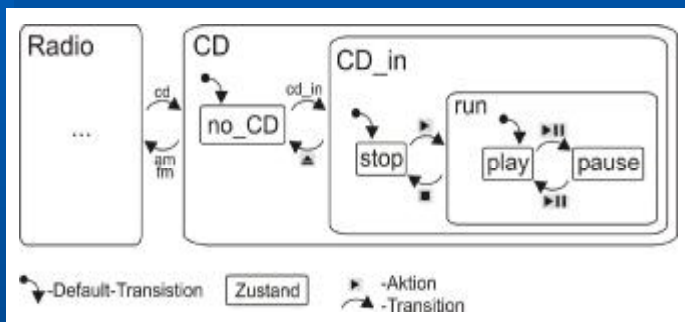 Radio
CD
CD_in
run
cd
cd_in
...
no_CD
am
fm
stop
play
pause
-Default-Transistion
Zustand
-Aktion
-Transition